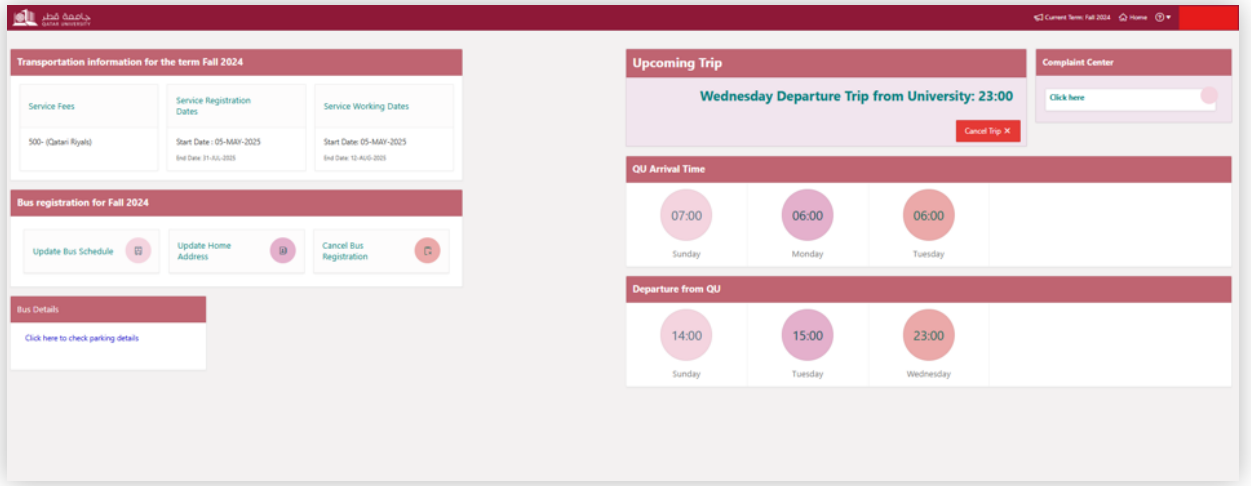 جامعة قطر
QATAR UNIVERSITY
Current Term: Fall 2024 Home
Transportation information for the term Fall 2024
Service Fees
500- (Qatari Riyals)
Service Registration
Dates
Start Date : 05-MAY-2025
End Date: 31-JUL-2025
Service Working Dates
Start Date: 05-MAY-2025
End Date: 12-AUG-2025
Bus registration for Fall 2024
Update Bus Schedule
Update Home
Address
Cancel Bus
Registration
Bus Details
Click here to check parking details
Upcoming Trip
Wednesday Departure Trip from University: 23:00
Cancel Trip ✕
Complaint Center
Click here
QU Arrival Time
07:00
Sunday
06:00
Monday
06:00
Tuesday
Departure from QU
14:00
Sunday
15:00
Tuesday
23:00
Wednesday